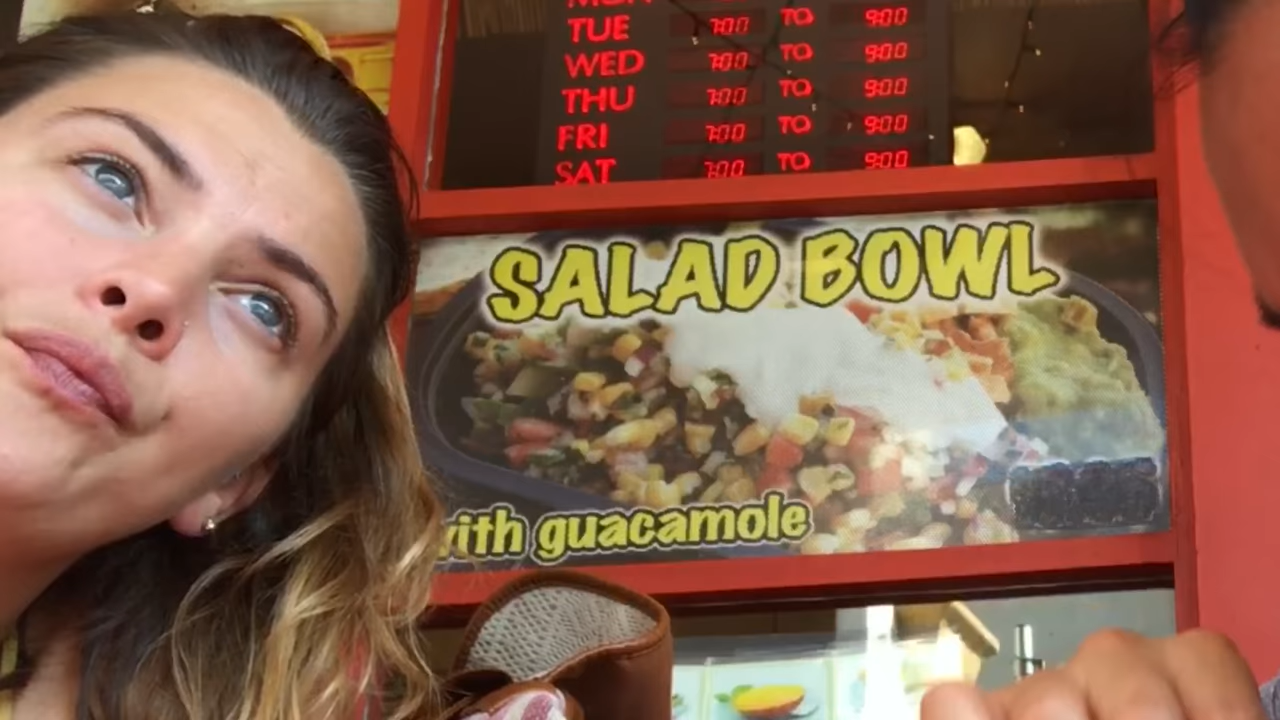 MON
TUE 7:00 TO 9:00
WED 7:00 TO 9:00
THU 7:00 TO 9:00
FRI 7:00 TO 9:00
SAT 7:00 TO 9:00
SALAD BOWL
with guacamole